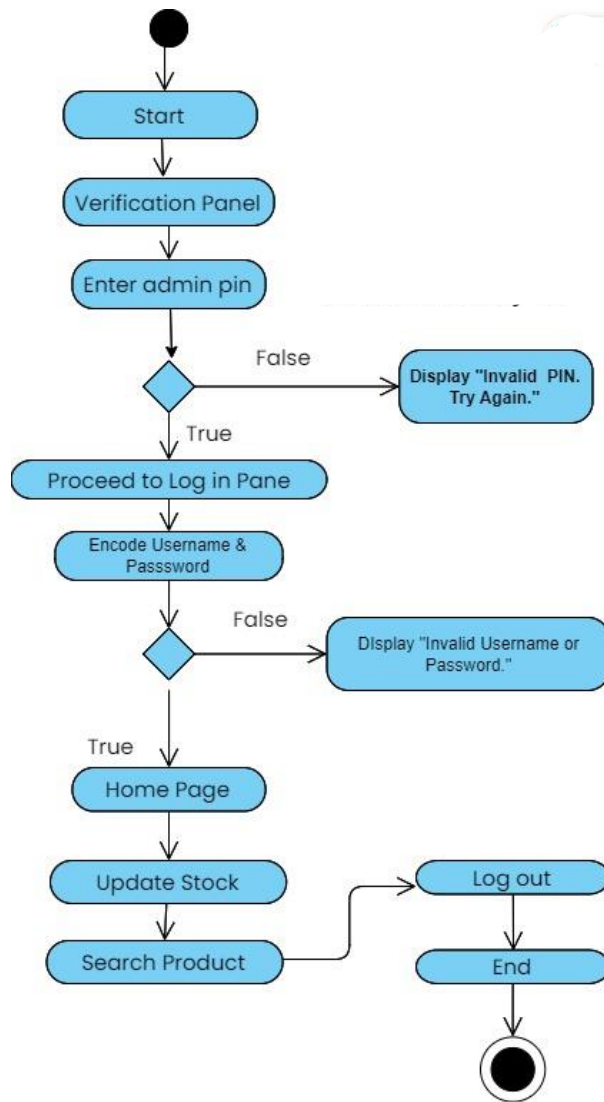 Start
Verification Panel
Enter admin pin
False
Display "Invalid PIN.
Try Again."
True
Proceed to Log in Pane
Encode Username &
Passsword
False
DIsplay "Invalid Username or
Password."
True
Home Page
Update Stock
Log out
Search Product
End